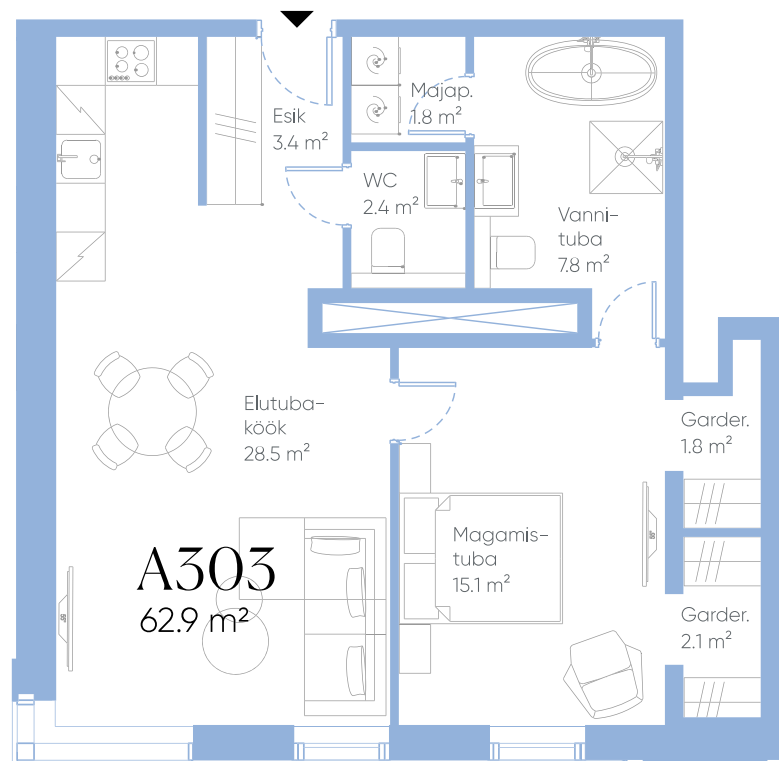 Esik
3.4 m²
Majap.
1.8 m²
WC
2.4 m²
Vanni-
tuba
7.8 m²
Elutuba-
köök
28.5 m²
Garder.
1.8 m²
Magamis-
tuba
15.1 m²
A303
62.9 m²
Garder.
2.1 m²